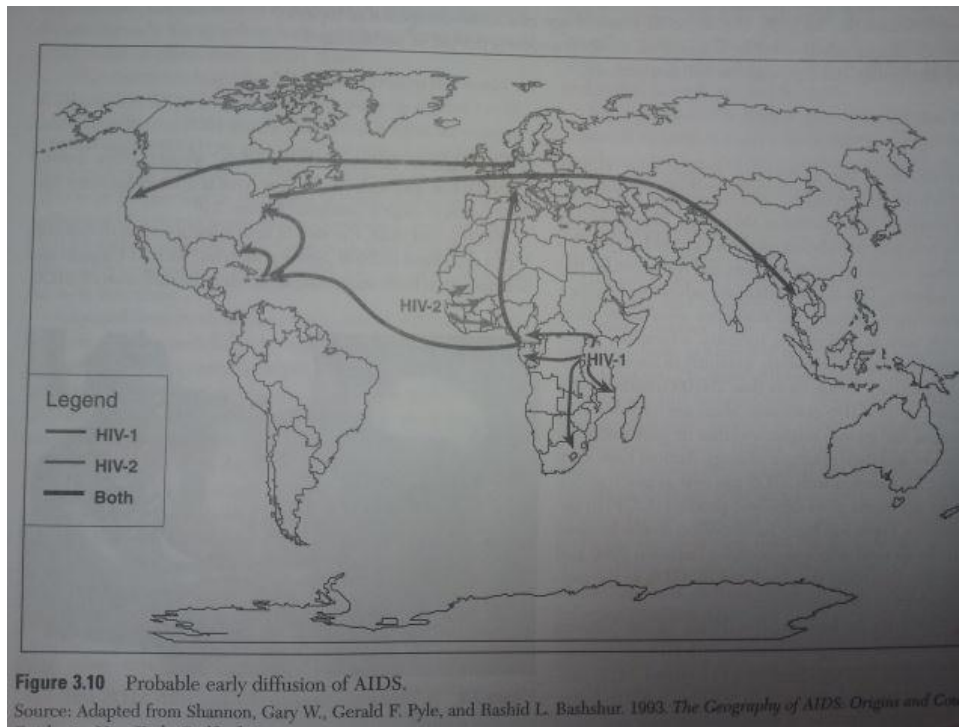 HIV-2
HIV-1
Legend
HIV-1
HIV-2
Both
Figure 3.10 Probable early diffusion of AIDS.
Source: Adapted from Shannon, Gary W., Gerald F. Pyle, and Rashid L. Bashshur. 1993. The Geography of AIDS: Origins and